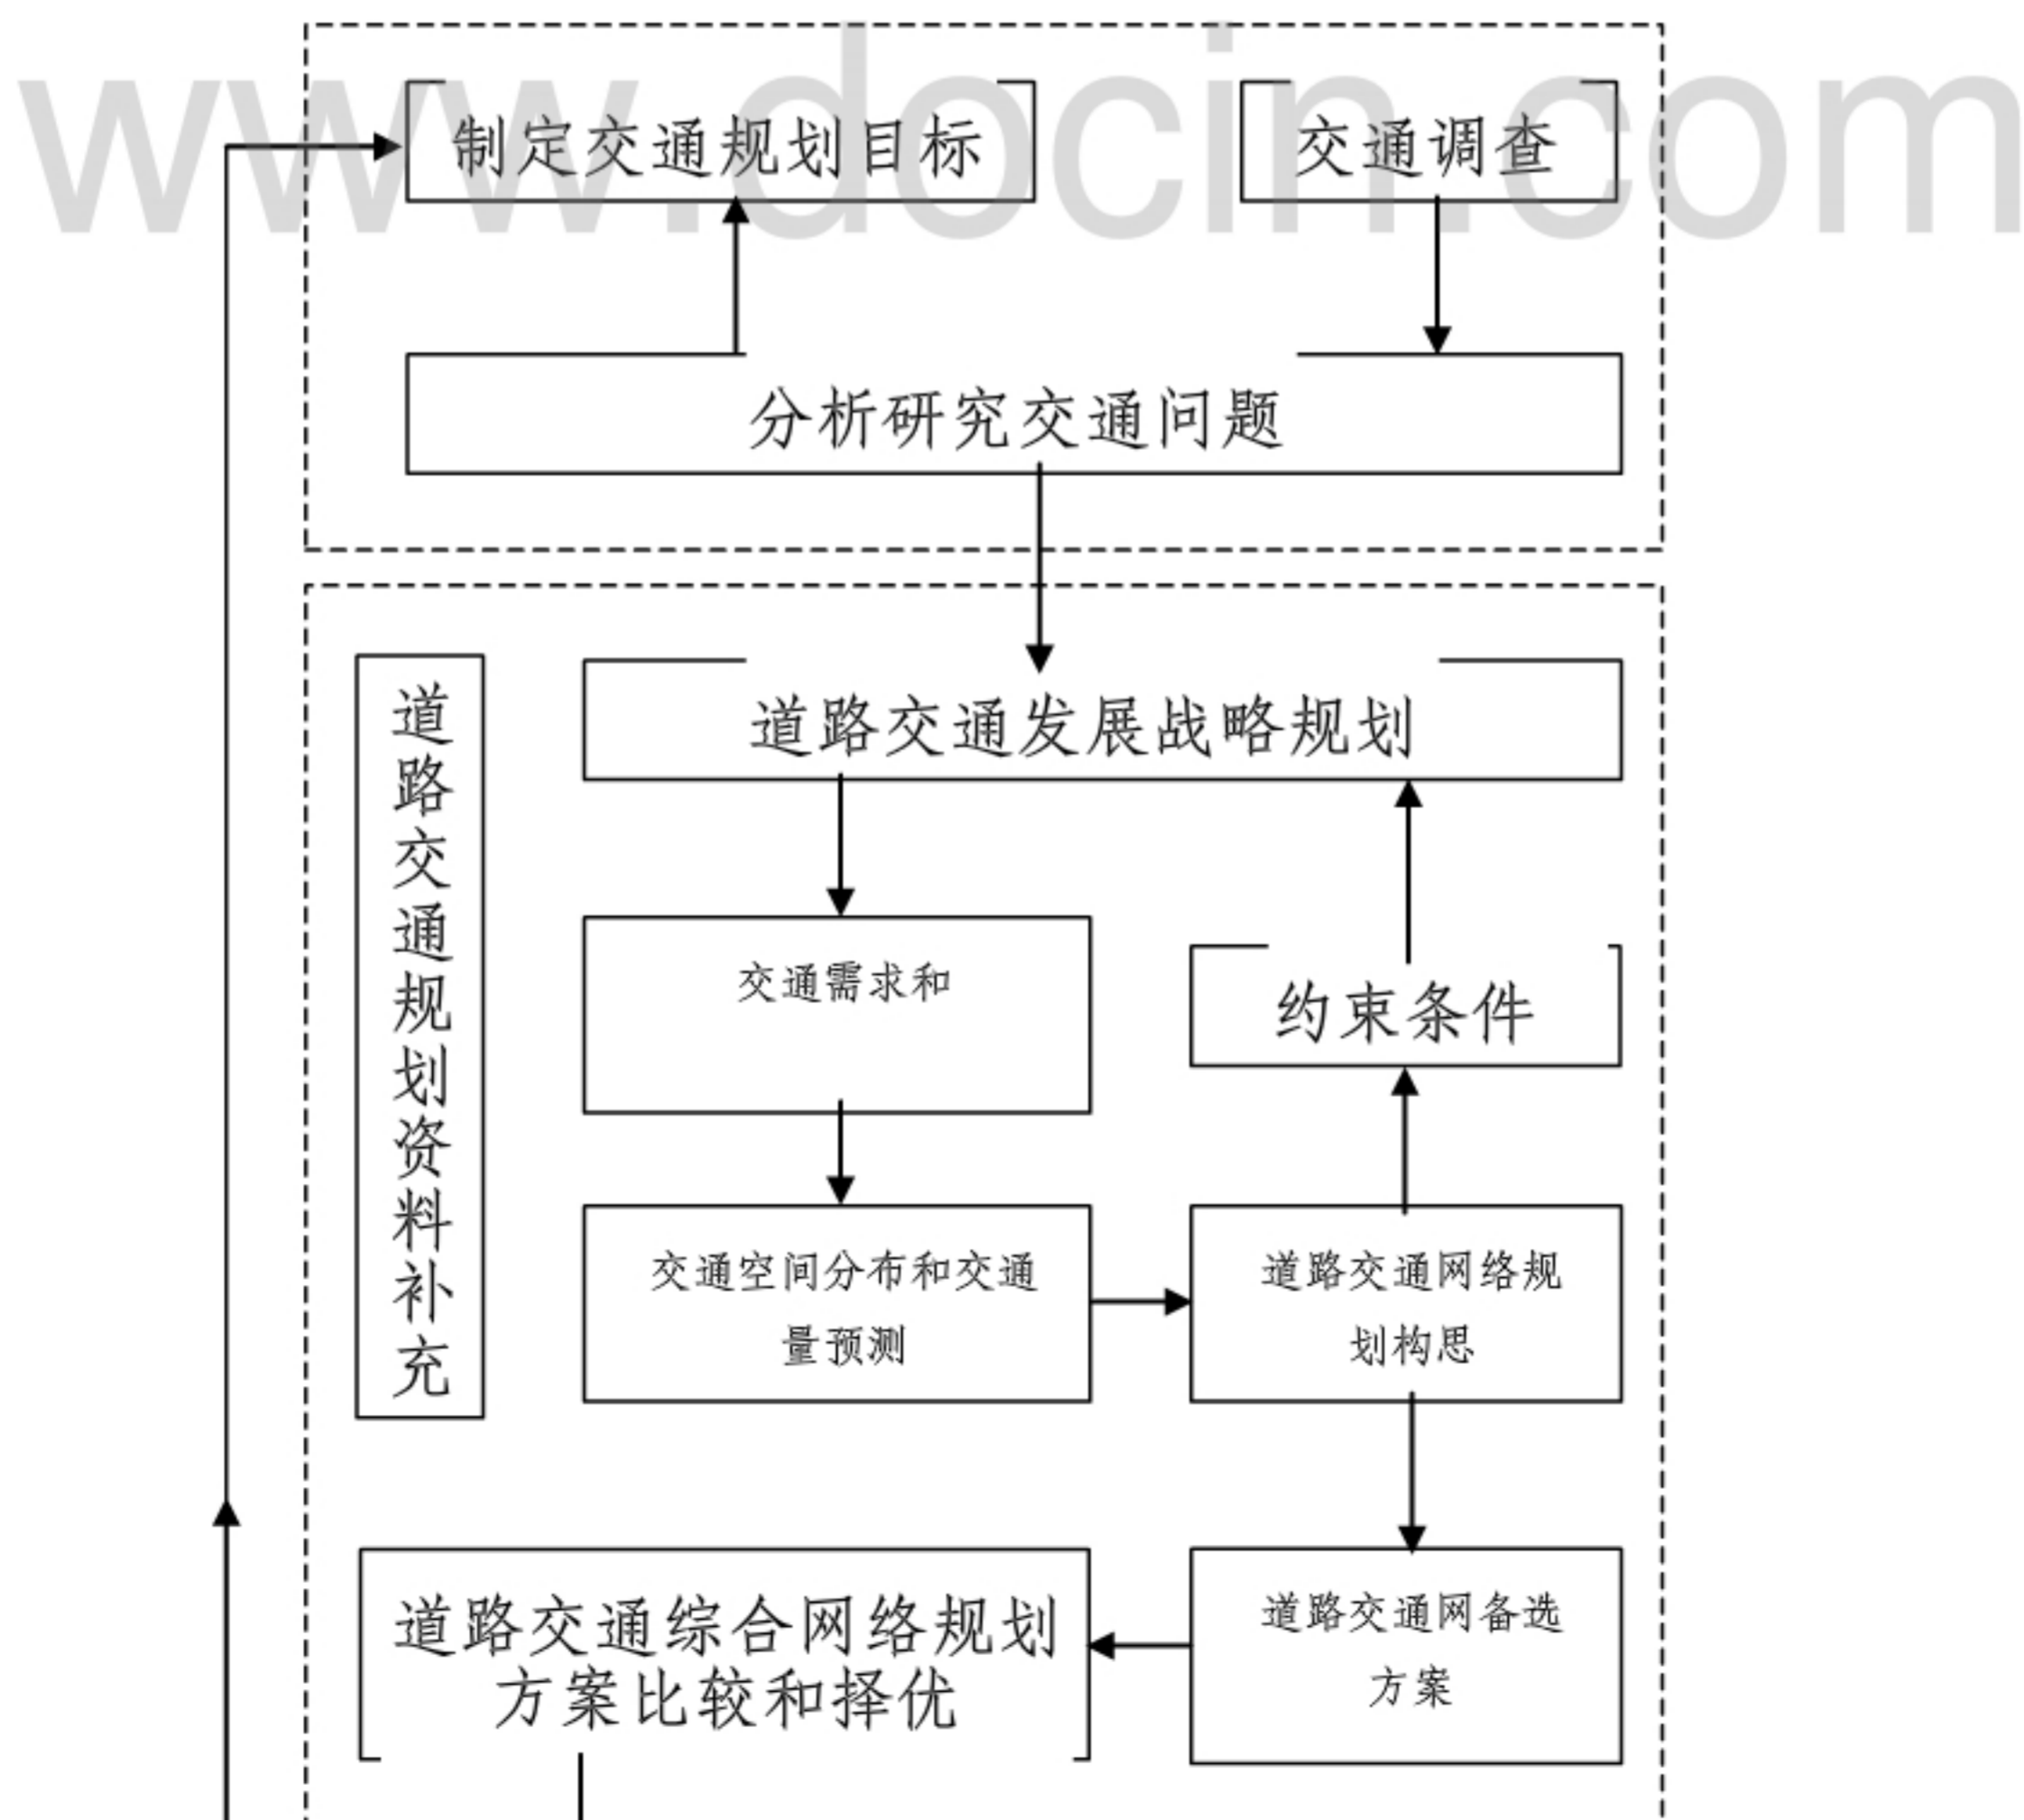 www.docin.com
制定交通规划目标
交通调查
分析研究交通问题
道路交通发展战略规划
道路交通规划资料补充
交通需求和
约束条件
交通空间分布和交通
量预测
道路交通网络规
划构思
道路交通综合网络规划
方案比较和择优
道路交通网备选
方案